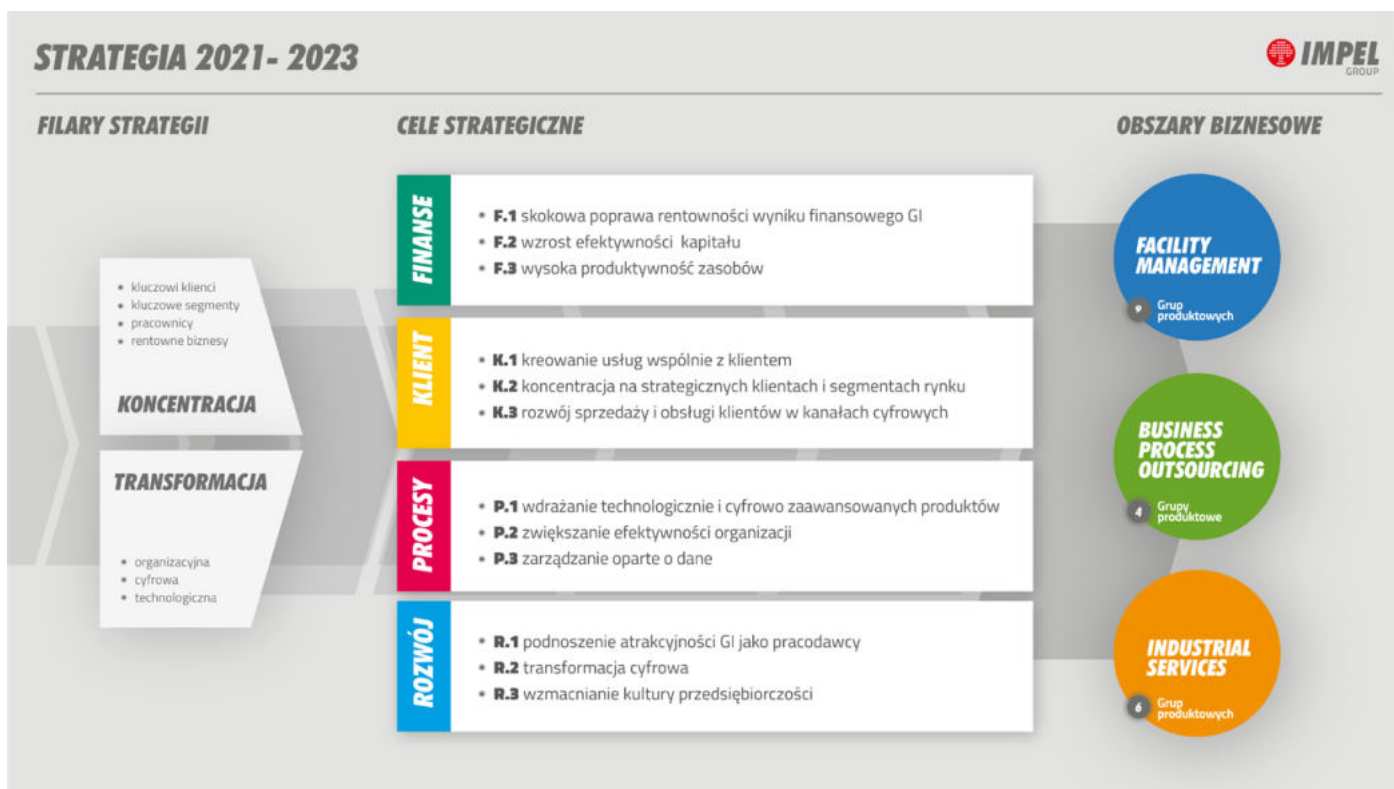 STRATEGIA 2021- 2023
IMPEL
GROUP
FILARY STRATEGII
CELE STRATEGICZNE
OBSZARY BIZNESOWE
• kluczowi klienci
• kluczowe segmenty
• pracownicy
• rentowne biznesy
KONCENTRACJA
TRANSFORMACJA
• organizacyjna
• cyfrowa
• technologiczna
FINANSE
• F.1 skokowa poprawa rentowności wyniku finansowego GI
• F.2 wzrost efektywności kapitału
• F.3 wysoka produktywność zasobów
KLIENT
• K.1 kreowanie usług wspólnie z klientem
• K.2 koncentracja na strategicznych klientach i segmentach rynku
• K.3 rozwój sprzedaży i obsługi klientów w kanałach cyfrowych
PROCESY
• P.1 wdrażanie technologicznie i cyfrowo zaawansowanych produktów
• P.2 zwiększanie efektywności organizacji
• P.3 zarządzanie oparte o dane
ROZWÓJ
• R.1 podnoszenie atrakcyjności GI jako pracodawcy
• R.2 transformacja cyfrowa
• R.3 wzmacnianie kultury przedsiębiorczości
FACILITY
MANAGEMENT
9 Grup
produktowych
BUSINESS
PROCESS
OUTSOURCING
4 Grupy
produktowe
INDUSTRIAL
SERVICES
6 Grup
produktowych